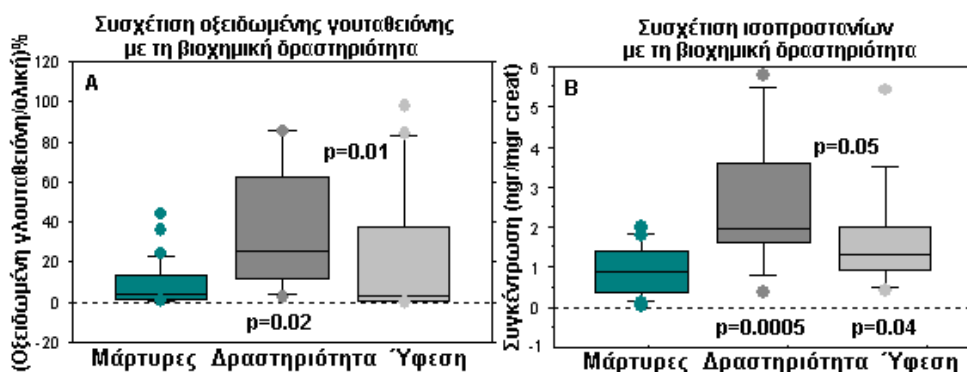 Συσχέτιση οξειδωμένης γουταθειόνης
με τη βιοχημική δραστηριότητα
(Οξειδωμένη γλουταθειόνη/ολική)%
120
100
80
60
40
20
0
-20
A
p=0.01
p=0.02
Μάρτυρες Δραστηριότητα Ύφεση
Συσχέτιση ισοπροστανίων
με τη βιοχημική δραστηριότητα
Συγκέντρωση (ngr/mgr creat)
6
5
4
3
2
1
0
-1
B
p=0.05
p=0.0005 p=0.04
Μάρτυρες Δραστηριότητα Ύφεση